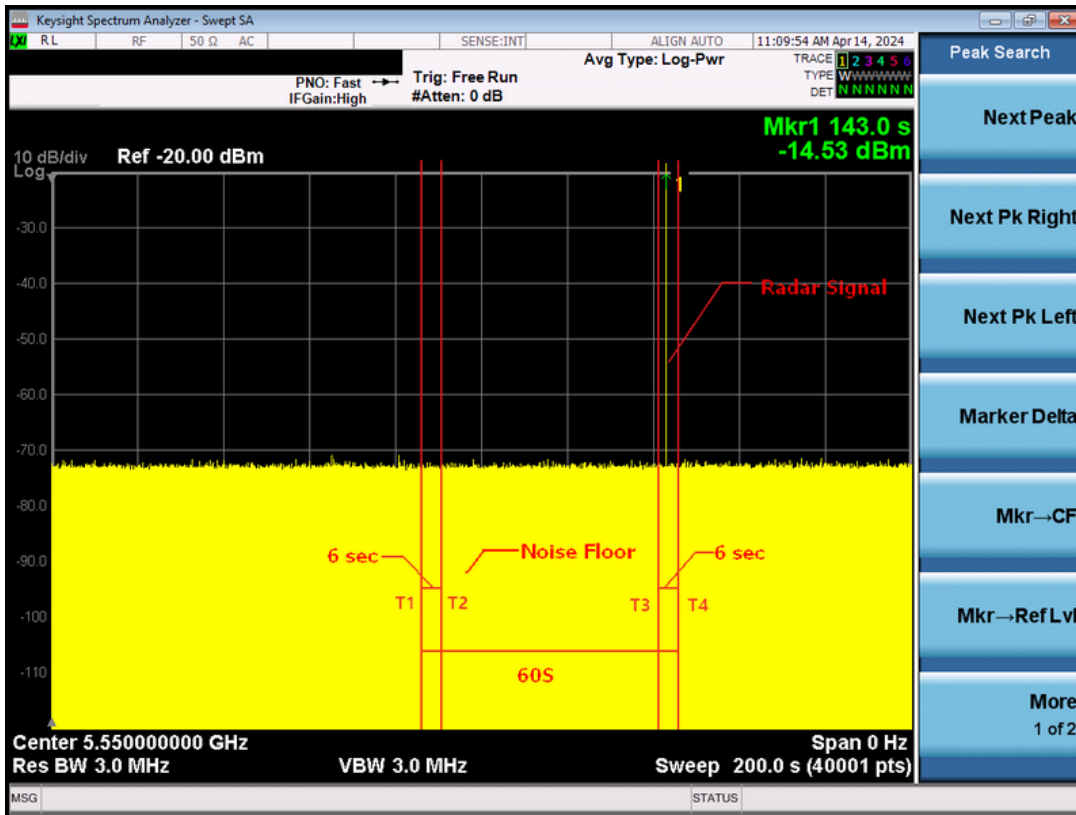 Keysight Spectrum Analyzer - Swept SA
LXI RL RF 50 Ω AC SENSE:INT ALIGN AUTO 11:09:54 AM Apr 14, 2024
PNO: Fast
IFGain:High
Trig: Free Run
#Atten: 0 dB
Avg Type: Log-Pwr
TRACE 1 2 3 4 5 6
TYPE WWWWWWW
DET N N N N N N
Mkr1 143.0 s
-14.53 dBm
10 dB/div Ref -20.00 dBm
Log
1
-30.0
-40.0
Radar Signal
-50.0
-60.0
-70.0
-80.0
-90.0
6 sec Noise Floor 6 sec
-100
T1 T2 T3 T4
-110
60S
Center 5.550000000 GHz Span 0 Hz
Res BW 3.0 MHz VBW 3.0 MHz Sweep 200.0 s (40001 pts)
MSG STATUS
Peak Search
Next Peak
Next Pk Right
Next Pk Left
Marker Delta
Mkr→CF
Mkr→Ref Lvl
More
1 of 2